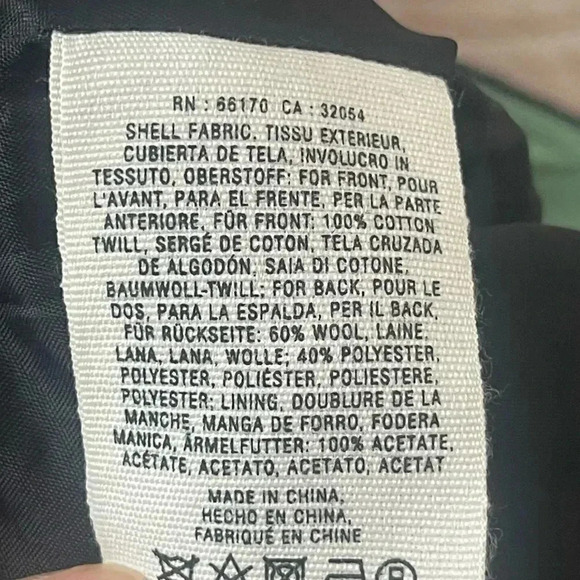 RN : 66170 CA : 32054
SHELL FABRIC, TISSU EXTERIEUR,
CUBIERTA DE TELA, INVOLUCRO IN
TESSUTO, OBERSTOFF: FOR FRONT, POUR
L'AVANT, PARA EL FRENTE, PER LA PARTE
ANTERIORE, FÜR FRONT: 100% COTTON
TWILL, SERGÉ DE COTON, TELA CRUZADA
DE ALGODÓN, SAIA DI COTONE,
BAUMWOLL-TWILL; FOR BACK, POUR LE
DOS, PARA LA ESPALDA, PER IL BACK,
FÜR RÜCKSEITE: 60% WOOL, LAINE,
LANA, LANA, WOLLE; 40% POLYESTER,
POLYESTER, POLIÉSTER, POLIESTERE,
POLYESTER; LINING, DOUBLURE DE LA
MANCHE, MANGA DE FORRO, FODERA
MANICA, ÄRMELFUTTER: 100% ACETATE,
ACÉTATE, ACETATO, ACETATO, ACETAT
MADE IN CHINA,
HECHO EN CHINA,
FABRIQUÉ EN CHINE